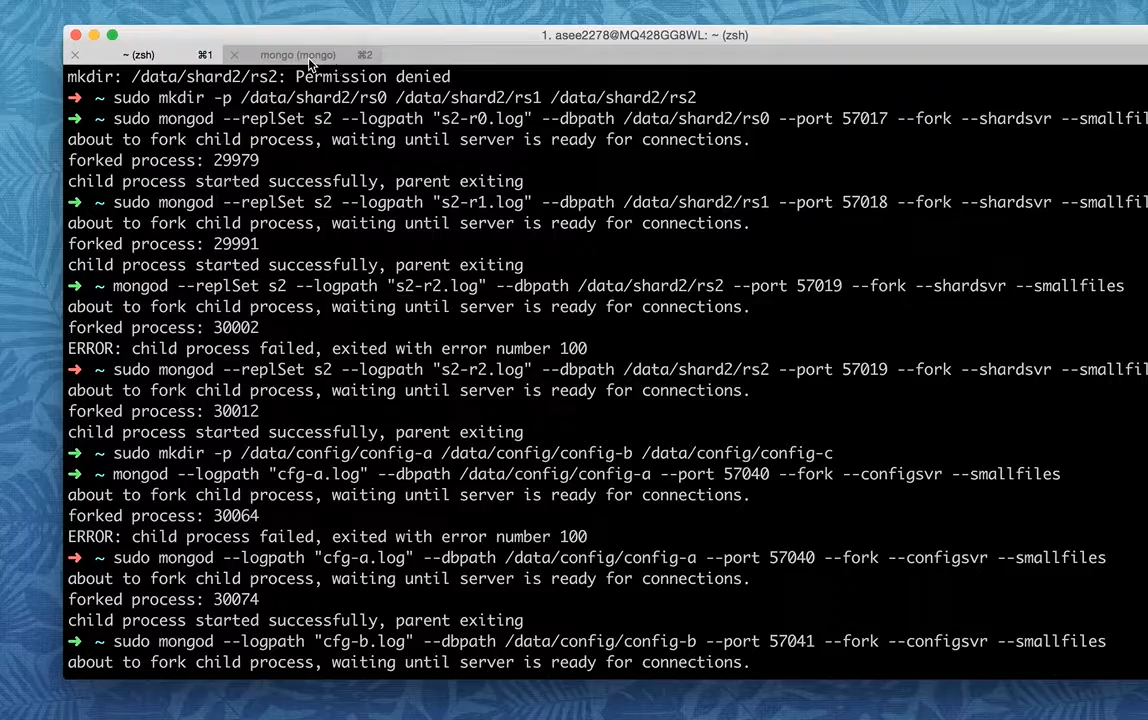 1. asee2278@MQ428GG8WL: ~ (zsh)
~ (zsh) ⌘1 mongo (mongo) ⌘2
mkdir: /data/shard2/rs2: Permission denied
➜ ~ sudo mkdir -p /data/shard2/rs0 /data/shard2/rs1 /data/shard2/rs2
➜ ~ sudo mongod --replSet s2 --logpath "s2-r0.log" --dbpath /data/shard2/rs0 --port 57017 --fork --shardsvr --smallfil
about to fork child process, waiting until server is ready for connections.
forked process: 29979
child process started successfully, parent exiting
➜ ~ sudo mongod --replSet s2 --logpath "s2-r1.log" --dbpath /data/shard2/rs1 --port 57018 --fork --shardsvr --smallfil
about to fork child process, waiting until server is ready for connections.
forked process: 29991
child process started successfully, parent exiting
➜ ~ mongod --replSet s2 --logpath "s2-r2.log" --dbpath /data/shard2/rs2 --port 57019 --fork --shardsvr --smallfiles
about to fork child process, waiting until server is ready for connections.
forked process: 30002
ERROR: child process failed, exited with error number 100
➜ ~ sudo mongod --replSet s2 --logpath "s2-r2.log" --dbpath /data/shard2/rs2 --port 57019 --fork --shardsvr --smallfil
about to fork child process, waiting until server is ready for connections.
forked process: 30012
child process started successfully, parent exiting
➜ ~ sudo mkdir -p /data/config/config-a /data/config/config-b /data/config/config-c
➜ ~ mongod --logpath "cfg-a.log" --dbpath /data/config/config-a --port 57040 --fork --configsvr --smallfiles
about to fork child process, waiting until server is ready for connections.
forked process: 30064
ERROR: child process failed, exited with error number 100
➜ ~ sudo mongod --logpath "cfg-a.log" --dbpath /data/config/config-a --port 57040 --fork --configsvr --smallfiles
about to fork child process, waiting until server is ready for connections.
forked process: 30074
child process started successfully, parent exiting
➜ ~ sudo mongod --logpath "cfg-b.log" --dbpath /data/config/config-b --port 57041 --fork --configsvr --smallfiles
about to fork child process, waiting until server is ready for connections.